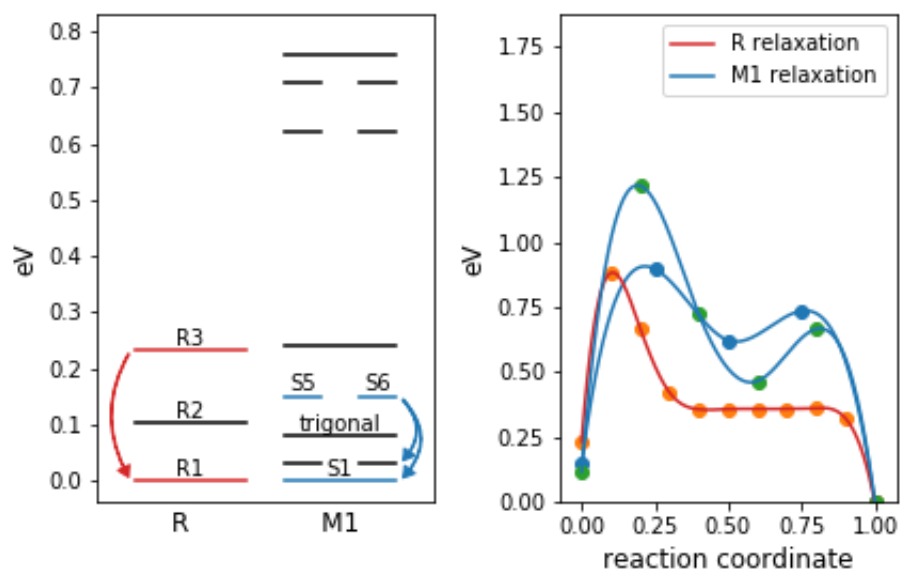 eV
0.8
0.7
0.6
0.5
0.4
0.3
0.2
0.1
0.0
R3
R2
R1
S5 S6
trigonal
S1
R M1
eV
1.75
1.50
1.25
1.00
0.75
0.50
0.25
0.00
R relaxation
M1 relaxation
0.00 0.25 0.50 0.75 1.00
reaction coordinate